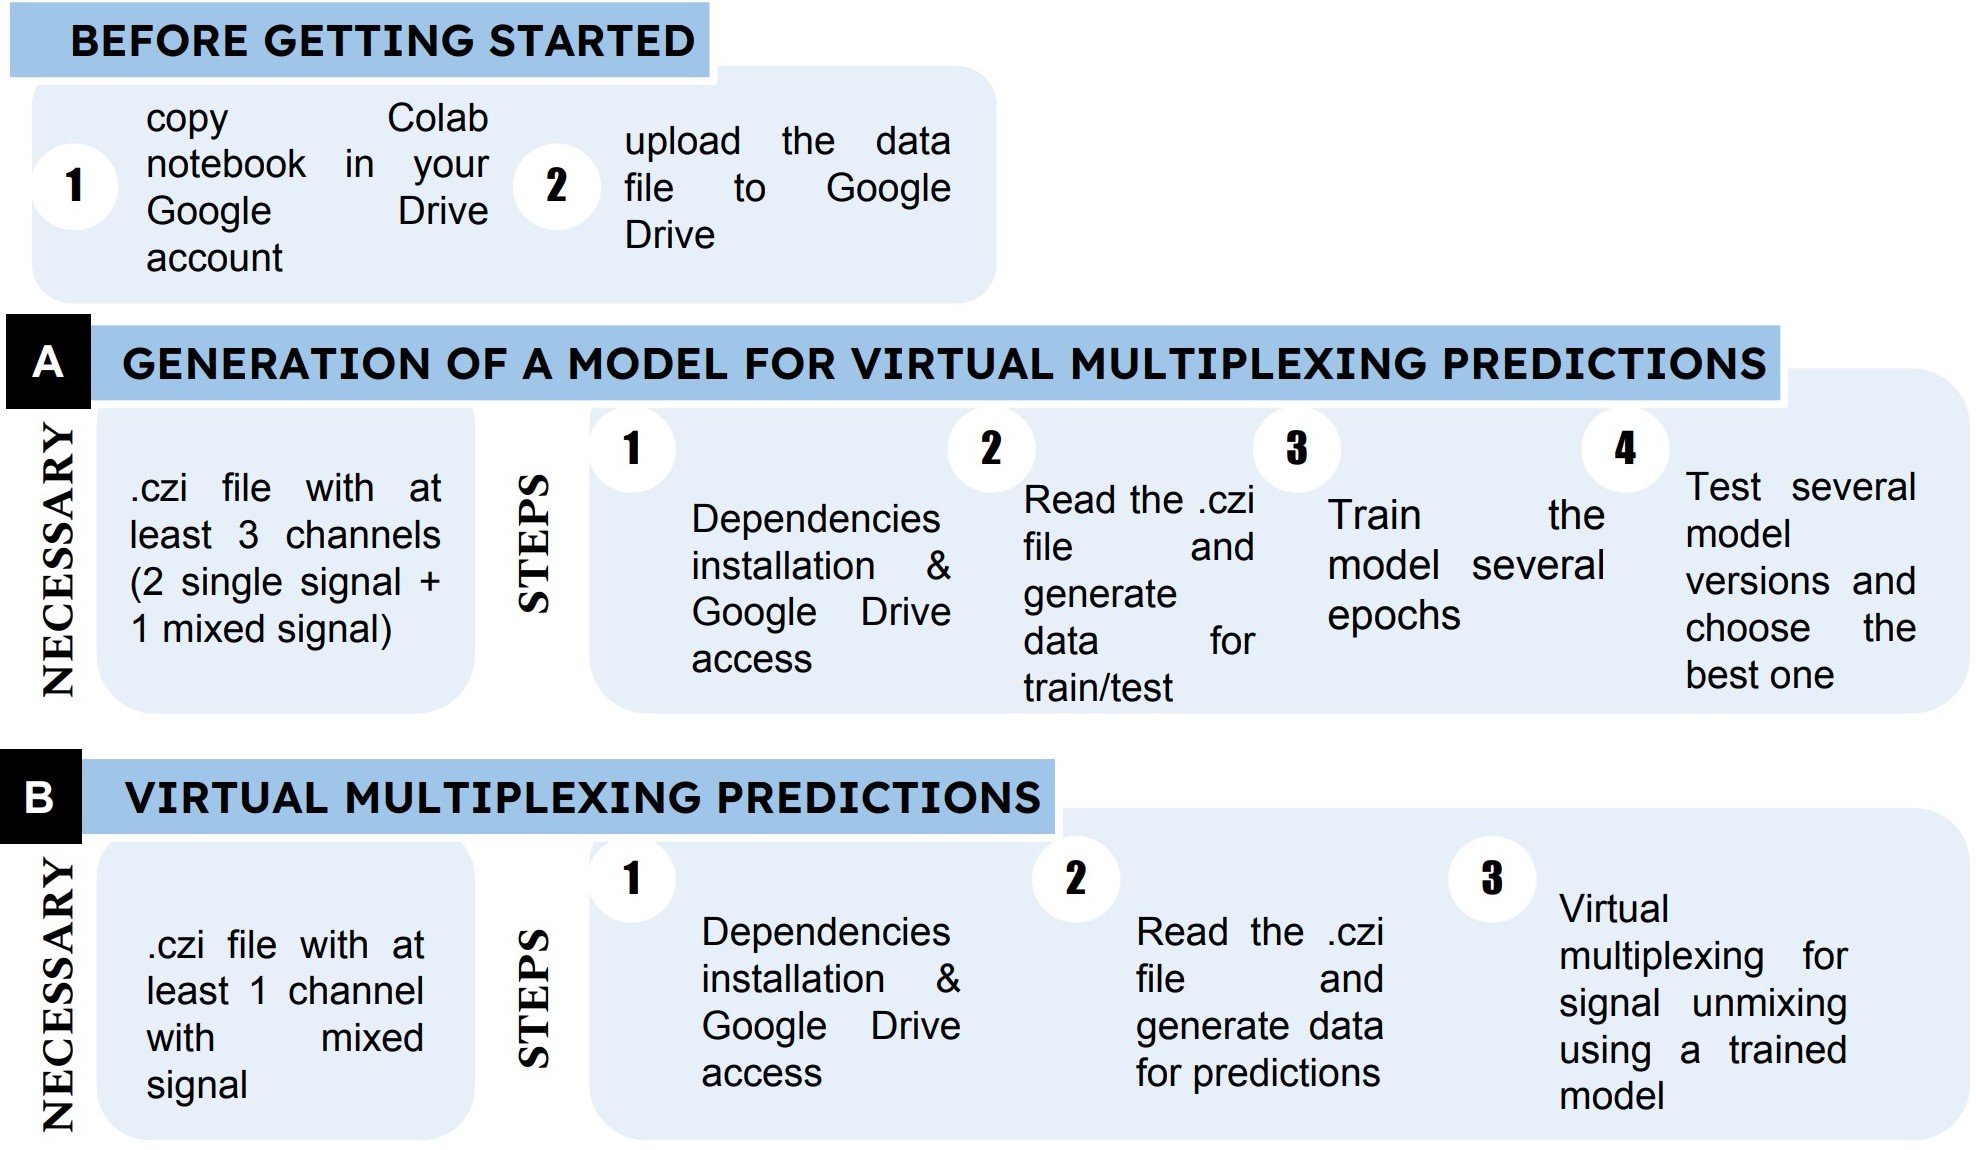 BEFORE GETTING STARTED
1
copy Colab
notebook in your
Google Drive
account
2
upload the data
file to Google
Drive
A
GENERATION OF A MODEL FOR VIRTUAL MULTIPLEXING PREDICTIONS
NECESSARY
.czi file with at
least 3 channels
(2 single signal +
1 mixed signal)
STEPS
1
Dependencies
installation &
Google Drive
access
2
Read the .czi
file and
generate
data for
train/test
3
Train the
model several
epochs
4
Test several
model
versions and
choose the
best one
B
VIRTUAL MULTIPLEXING PREDICTIONS
NECESSARY
.czi file with at
least 1 channel
with mixed
signal
STEPS
1
Dependencies
installation &
Google Drive
access
2
Read the .czi
file and
generate data
for predictions
3
Virtual
multiplexing for
signal unmixing
using a trained
model